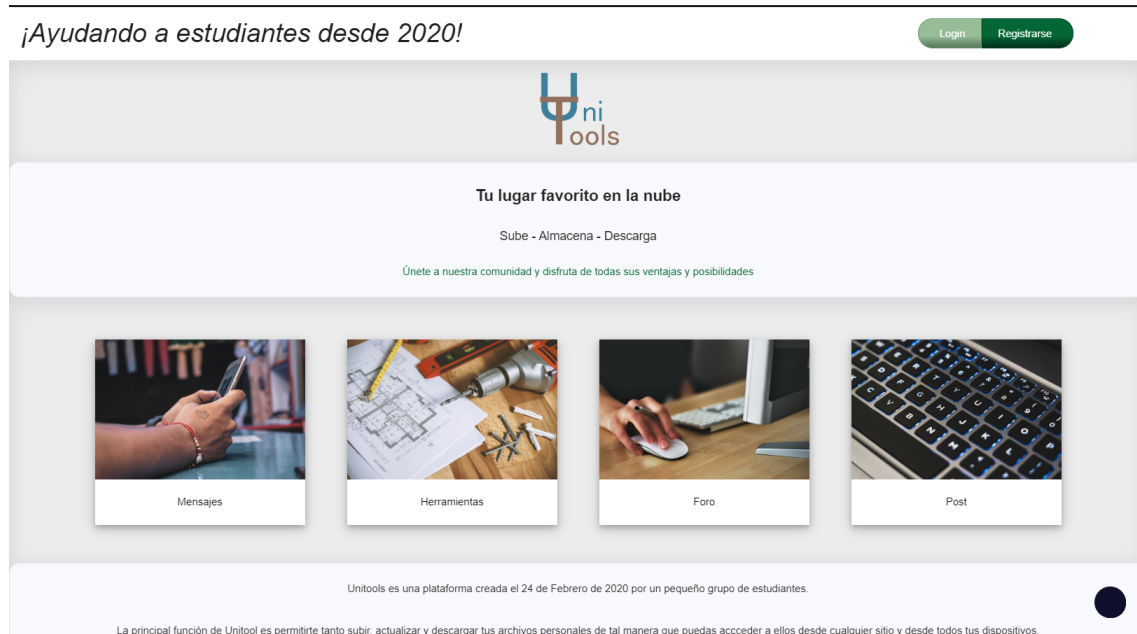 ¡Ayudando a estudiantes desde 2020!
Login
Registrarse
Uni
Tools
Tu lugar favorito en la nube
Sube - Almacena - Descarga
Únete a nuestra comunidad y disfruta de todas sus ventajas y posibilidades
Mensajes
Herramientas
Foro
Post
Unitools es una plataforma creada el 24 de Febrero de 2020 por un pequeño grupo de estudiantes.
La principal función de Unitool es permitirte tanto subir, actualizar y descargar tus archivos personales de tal manera que puedas accceder a ellos desde cualquier sitio y desde todos tus dispositivos.